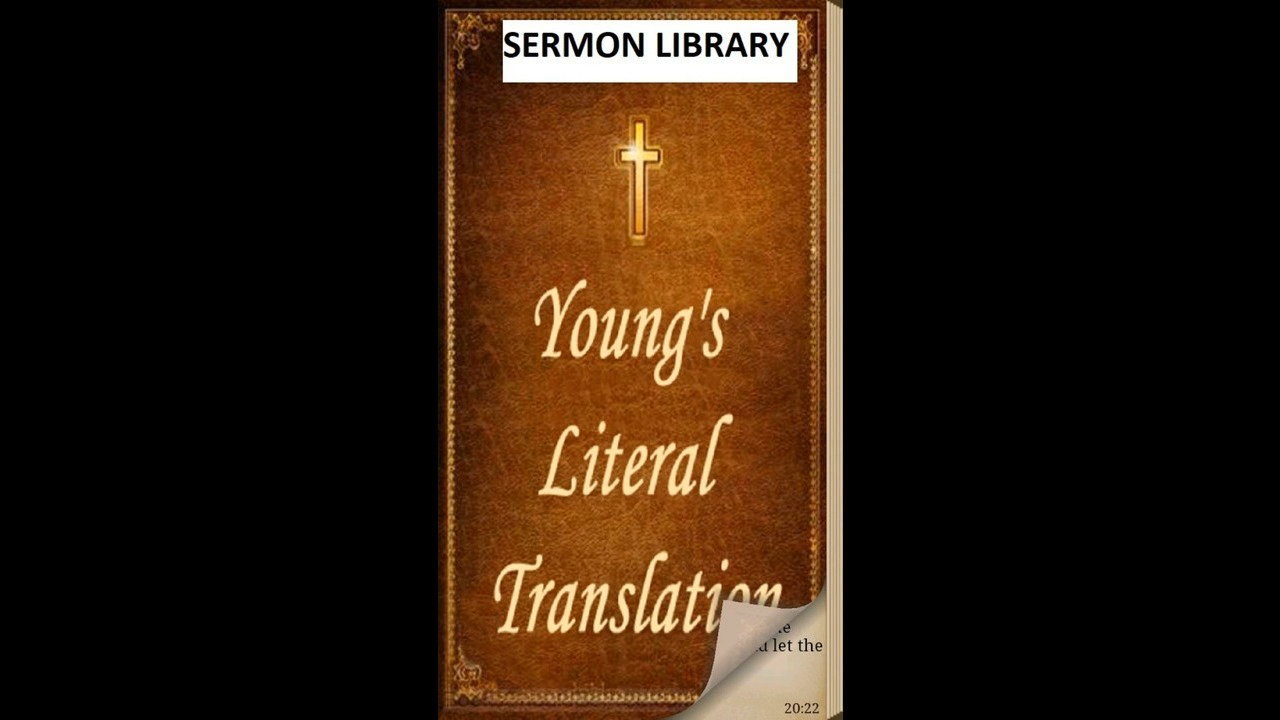 SERMON LIBRARY
Young's
Literal
Translation
let the
20:22